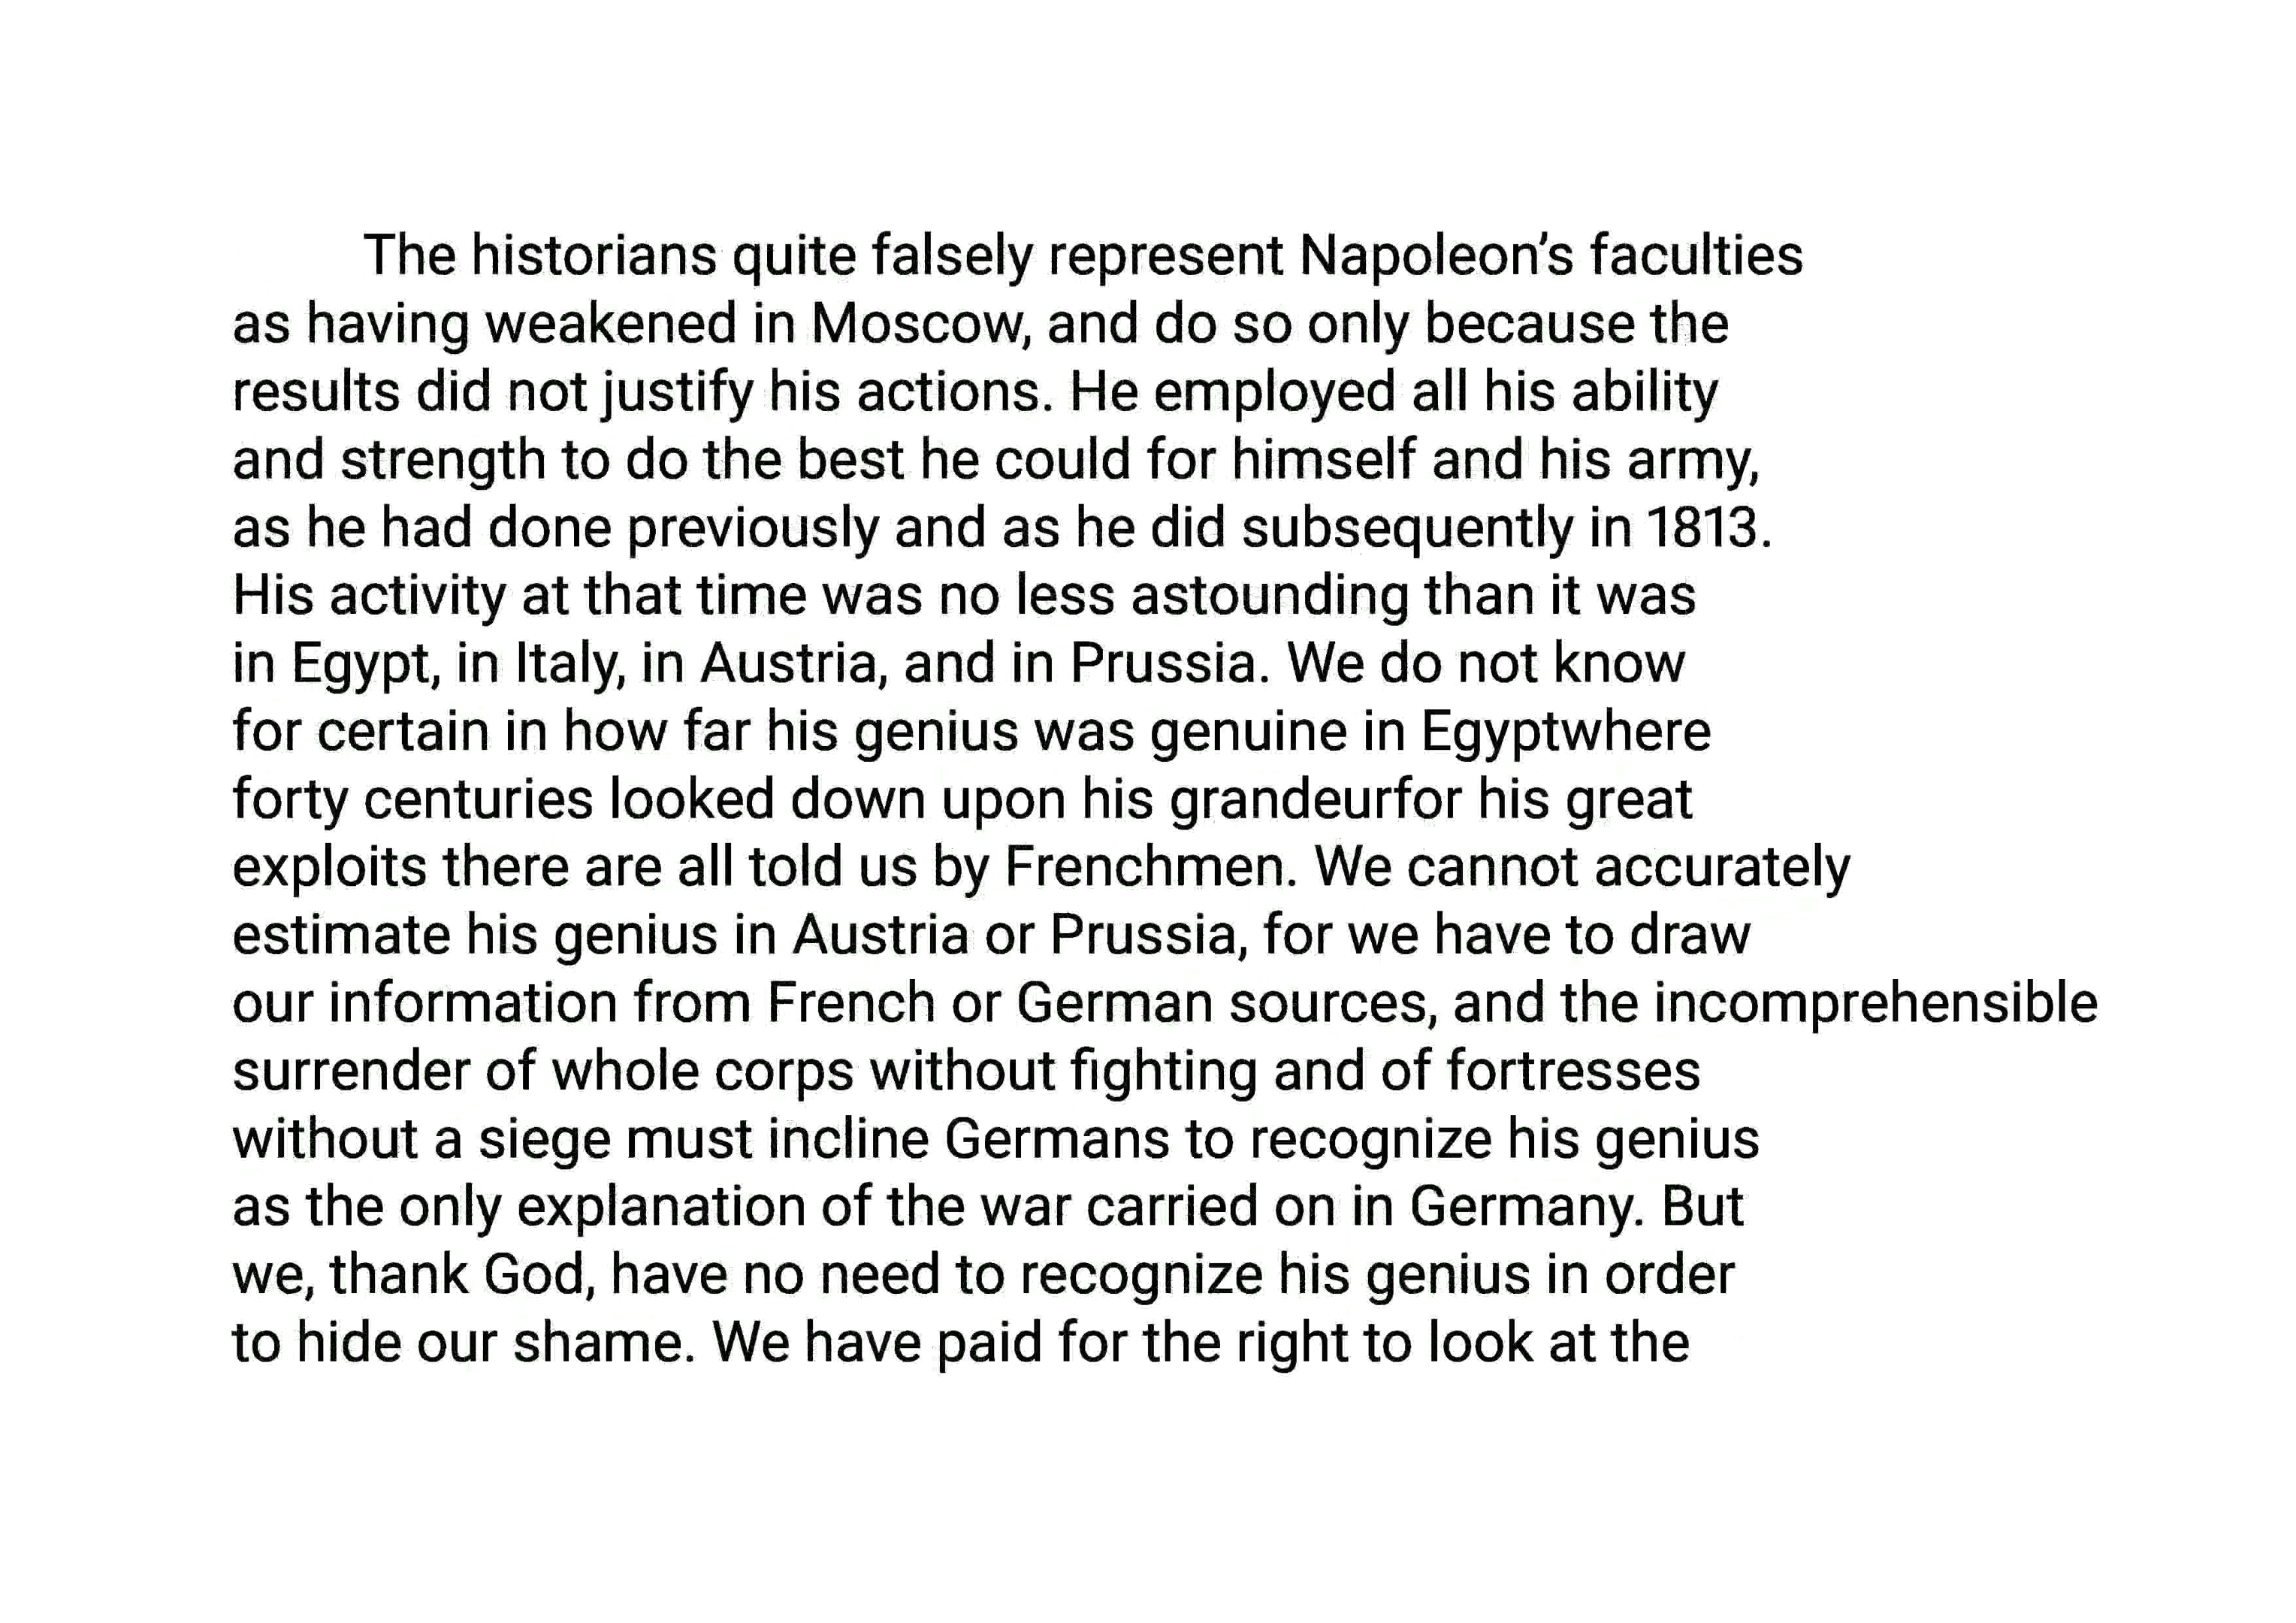 The historians quite falsely represent Napoleon's faculties
as having weakened in Moscow, and do so only because the
results did not justify his actions. He employed all his ability
and strength to do the best he could for himself and his army,
as he had done previously and as he did subsequently in 1813.
His activity at that time was no less astounding than it was
in Egypt, in Italy, in Austria, and in Prussia. We do not know
for certain in how far his genius was genuine in Egyptwhere
forty centuries looked down upon his grandeurfor his great
exploits there are all told us by Frenchmen. We cannot accurately
estimate his genius in Austria or Prussia, for we have to draw
our information from French or German sources, and the incomprehensible
surrender of whole corps without fighting and of fortresses
without a siege must incline Germans to recognize his genius
as the only explanation of the war carried on in Germany. But
we, thank God, have no need to recognize his genius in order
to hide our shame. We have paid for the right to look at the